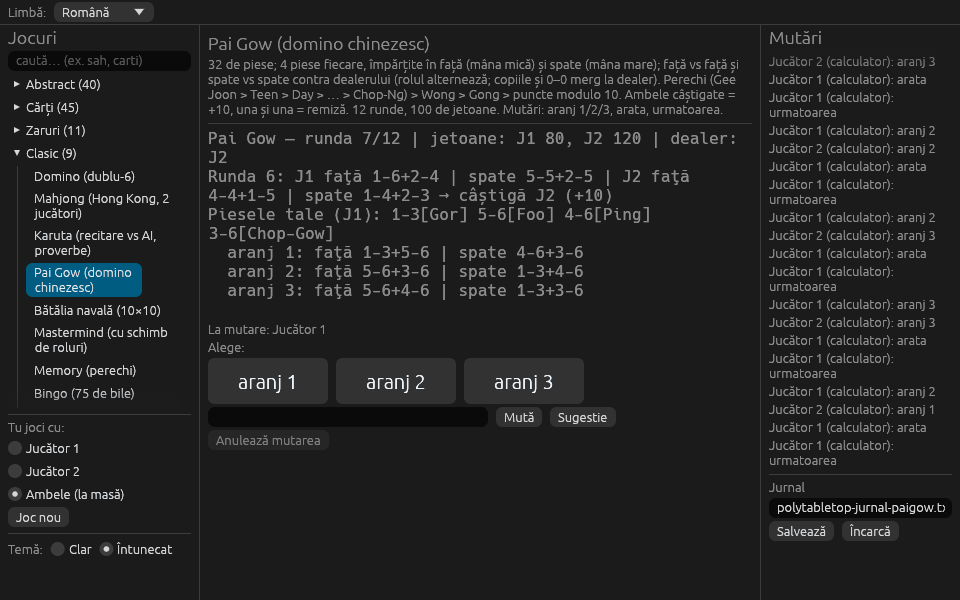 Limbă: Română
Jocuri
caută... (ex. sah, carti)
Abstract (40)
Cărți (45)
Zaruri (11)
Clasic (9)
Domino (dublu-6)
Mahjong (Hong Kong, 2
jucători)
Karuta (recitare vs AI,
proverbe)
Pai Gow (domino
chinezesc)
Bătălia navală (10×10)
Mastermind (cu schimb
de roluri)
Memory (perechi)
Bingo (75 de bile)
Tu joci cu:
Jucător 1
Jucător 2
Ambele (la masă)
Joc nou
Temă: Clar Întunecat
Pai Gow (domino chinezesc)
32 de piese; 4 piese fiecare, împărțite în față (mâna mică) și spate (mâna mare); față vs față și
spate vs spate contra dealerului (rolul alternează; copiile și 0–0 merg la dealer). Perechi (Gee
Joon > Teen > Day > … > Chop-Ng) > Wong > Gong > puncte modulo 10. Ambele câștigate =
+10, una și una = remiză. 12 runde, 100 de jetoane. Mutări: aranj 1/2/3, arata, urmatoarea.
Pai Gow — runda 7/12 | jetoane: J1 80, J2 120 | dealer:
J2
Runda 6: J1 faţă 1-6+2-4 | spate 5-5+2-5 | J2 faţă
4-4+1-5 | spate 1-4+2-3 → câștigă J2 (+10)
Piesele tale (J1): 1-3[Gor] 5-6[Foo] 4-6[Ping]
3-6[Chop-Gow]
aranj 1: faţă 1-3+5-6 | spate 4-6+3-6
aranj 2: faţă 5-6+3-6 | spate 1-3+4-6
aranj 3: faţă 5-6+4-6 | spate 1-3+3-6
La mutare: Jucător 1
Alege:
aranj 1 aranj 2 aranj 3
Mută Sugestie
Anulează mutarea
Mutări
Jucător 2 (calculator): aranj 3
Jucător 1 (calculator): arata
Jucător 1 (calculator):
urmatoarea
Jucător 1 (calculator): aranj 2
Jucător 2 (calculator): aranj 2
Jucător 1 (calculator): arata
Jucător 1 (calculator):
urmatoarea
Jucător 1 (calculator): aranj 2
Jucător 2 (calculator): aranj 3
Jucător 1 (calculator): arata
Jucător 1 (calculator):
urmatoarea
Jucător 1 (calculator): aranj 3
Jucător 2 (calculator): aranj 3
Jucător 1 (calculator): arata
Jucător 1 (calculator):
urmatoarea
Jucător 1 (calculator): aranj 2
Jucător 2 (calculator): aranj 1
Jucător 1 (calculator): arata
Jucător 1 (calculator):
urmatoarea
Jurnal
polytabletop-jurnal-paigow.tx
Salvează Încarcă